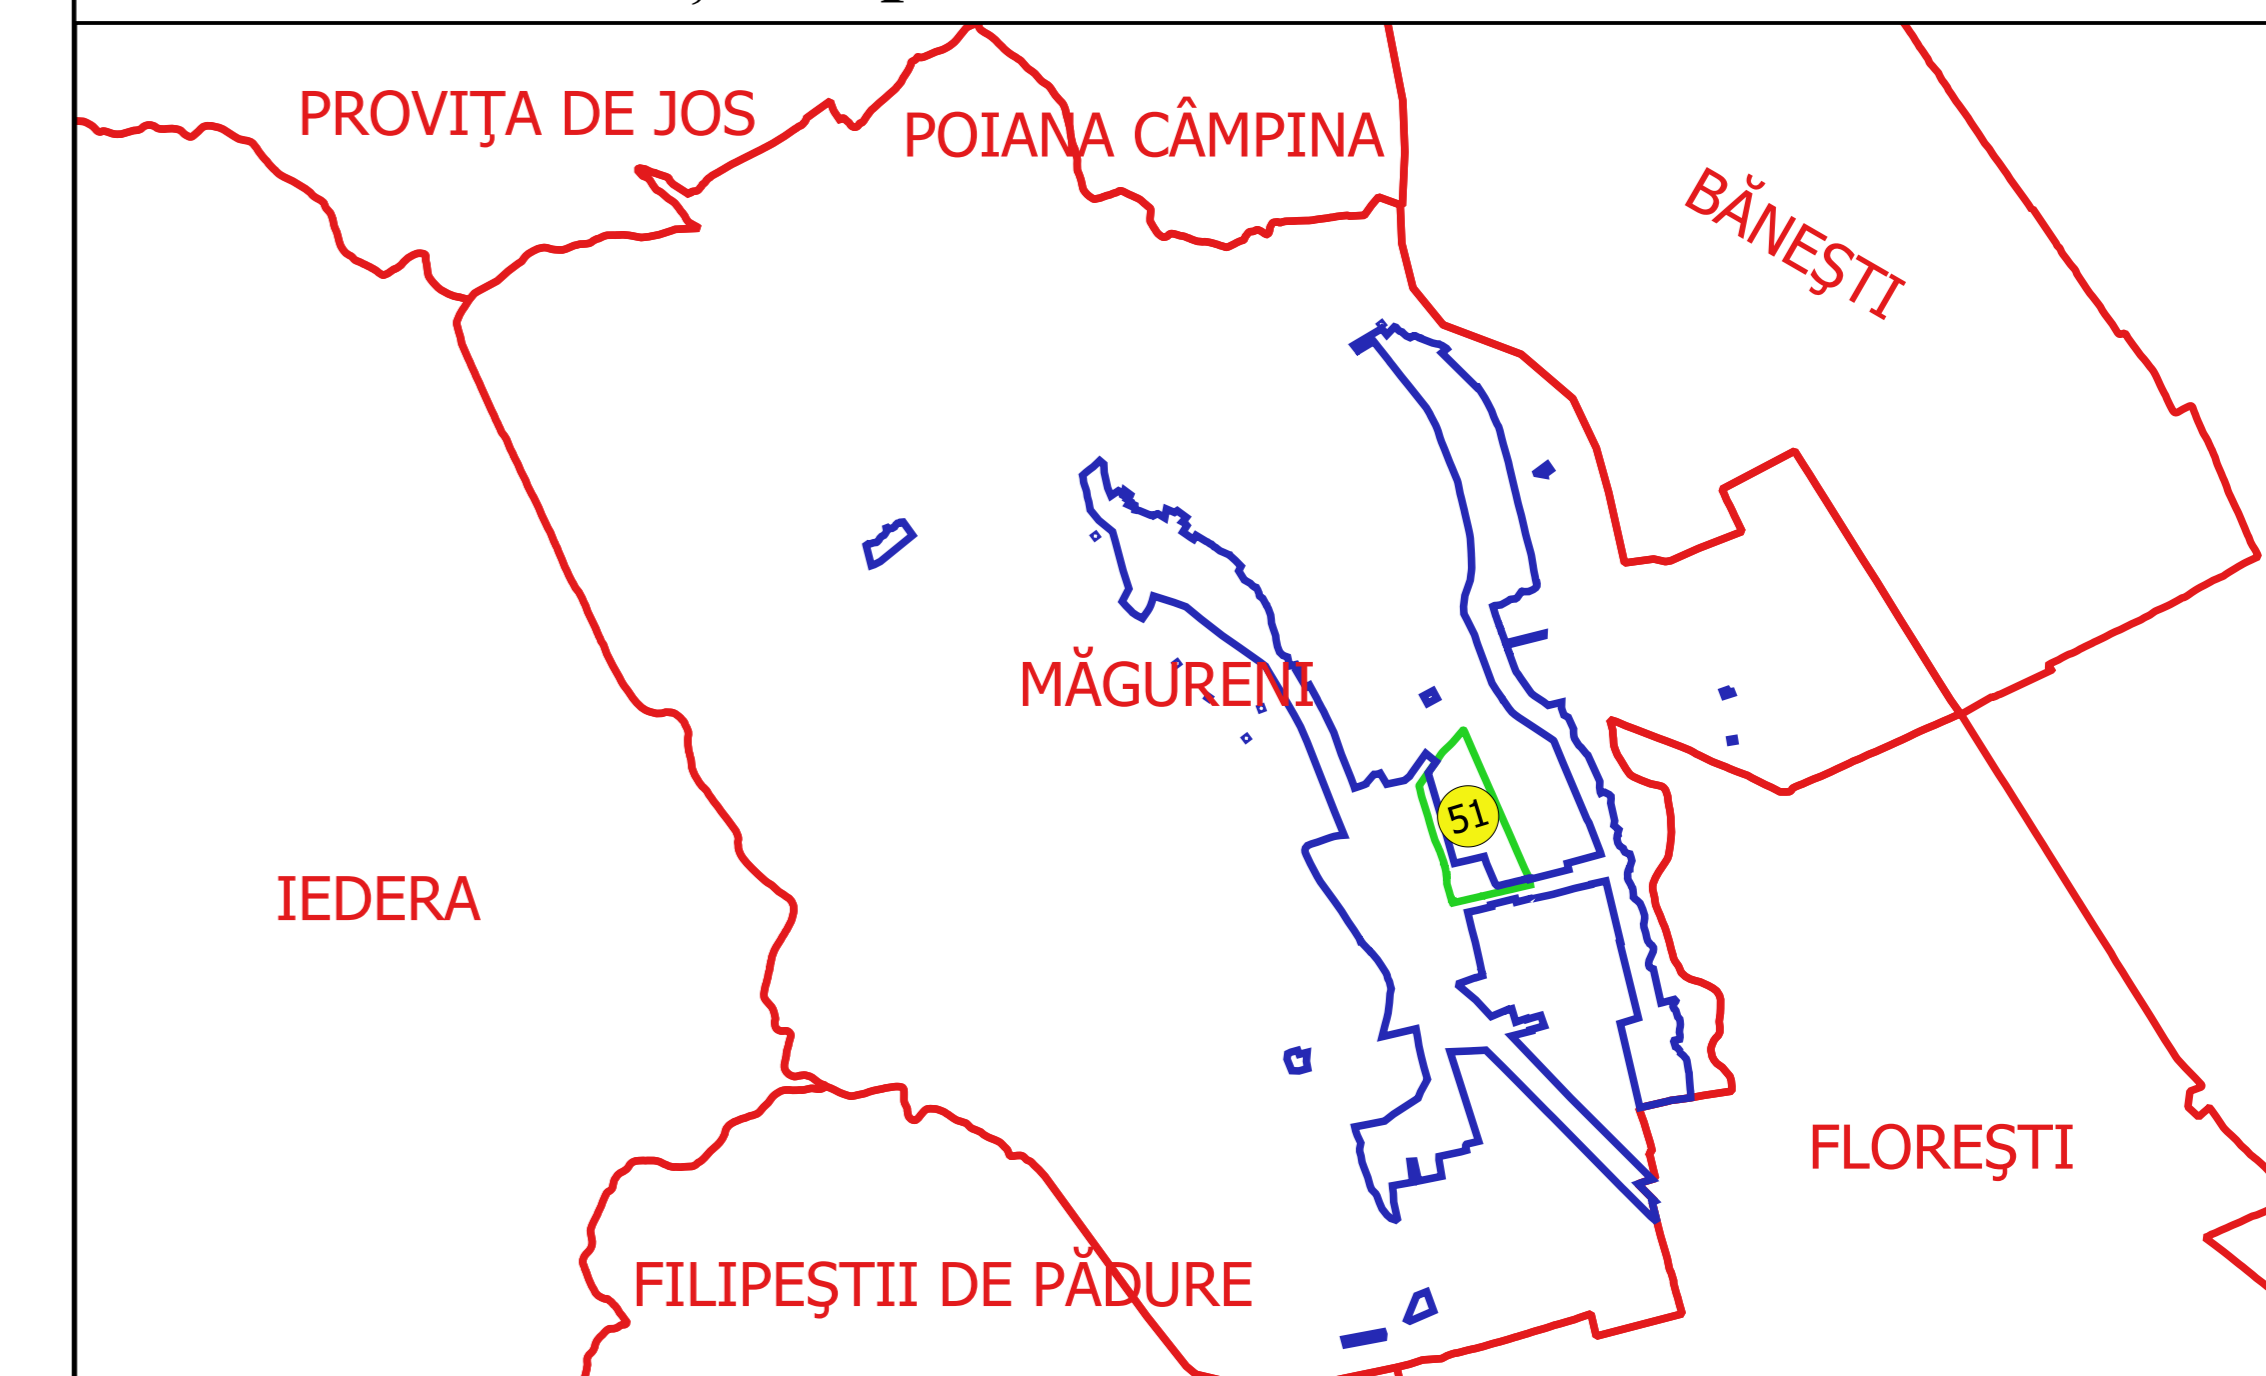 PROVIŢA DE JOS
POIANA CÂMPINA
BĂNEŞTI
MĂGURENI
51
IEDERA
FLOREŞTI
FILIPEŞTII DE PĂDURE